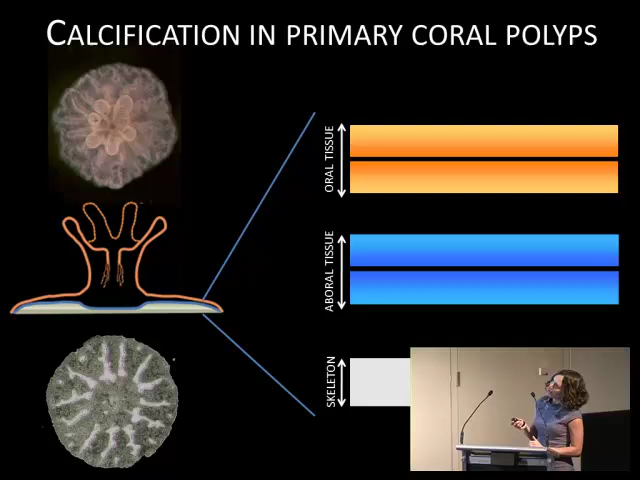 CALCIFICATION IN PRIMARY CORAL POLYPS
ORAL TISSUE
ABORAL TISSUE
SKELETON